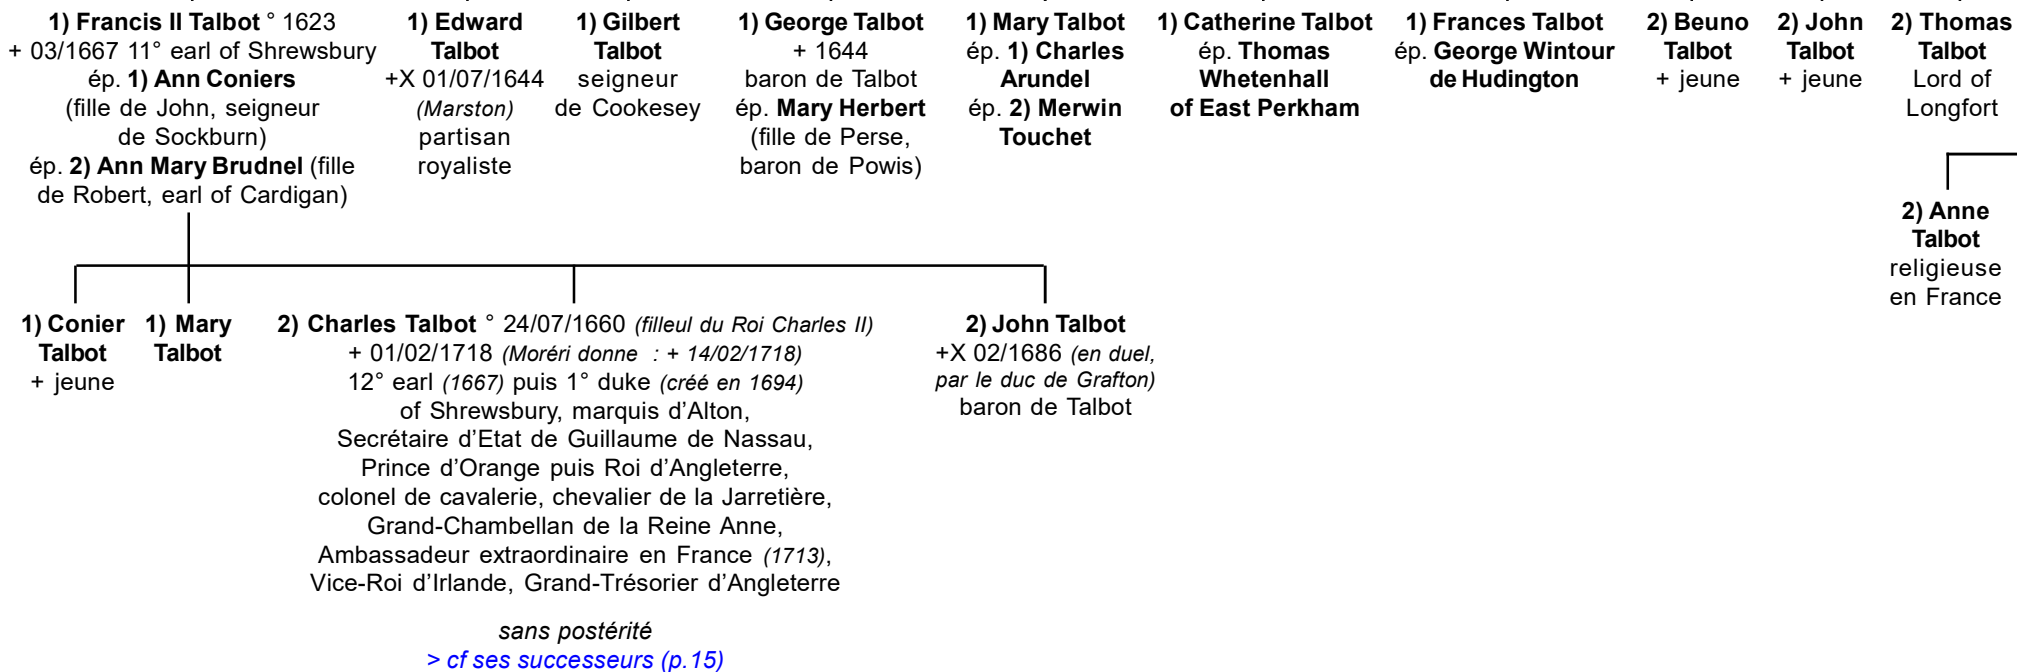 1) Francis II Talbot ° 1623
+ 03/1667 11° earl of Shrewsbury
ép. 1) Ann Coniers
(fille de John, seigneur
de Sockburn)
ép. 2) Ann Mary Brudnel (fille
de Robert, earl of Cardigan)
1) Edward
Talbot
+X 01/07/1644
(Marston)
partisan
royaliste
1) Gilbert
Talbot
seigneur
de Cookesey
1) George Talbot
+ 1644
baron de Talbot
ép. Mary Herbert
(fille de Perse,
baron de Powis)
1) Mary Talbot
ép. 1) Charles
Arundel
ép. 2) Merwin
Touchet
1) Catherine Talbot
ép. Thomas
Whetenhall
of East Perkham
1) Frances Talbot
ép. George Wintour
de Hudington
2) Beuno
Talbot
+ jeune
2) John
Talbot
+ jeune
2) Thomas
Talbot
Lord of
Longfort
2) Anne
Talbot
religieuse
en France
1) Conier
Talbot
+ jeune
1) Mary
Talbot
2) Charles Talbot ° 24/07/1660 (filleul du Roi Charles II)
+ 01/02/1718 (Moréri donne : + 14/02/1718)
12° earl (1667) puis 1° duke (créé en 1694)
of Shrewsbury, marquis d'Alton,
Secrétaire d'Etat de Guillaume de Nassau,
Prince d'Orange puis Roi d'Angleterre,
colonel de cavalerie, chevalier de la Jarretière,
Grand-Chambellan de la Reine Anne,
Ambassadeur extraordinaire en France (1713),
Vice-Roi d'Irlande, Grand-Trésorier d'Angleterre
sans postérité
> cf ses successeurs (p.15)
2) John Talbot
+X 02/1686 (en duel,
par le duc de Grafton)
baron de Talbot